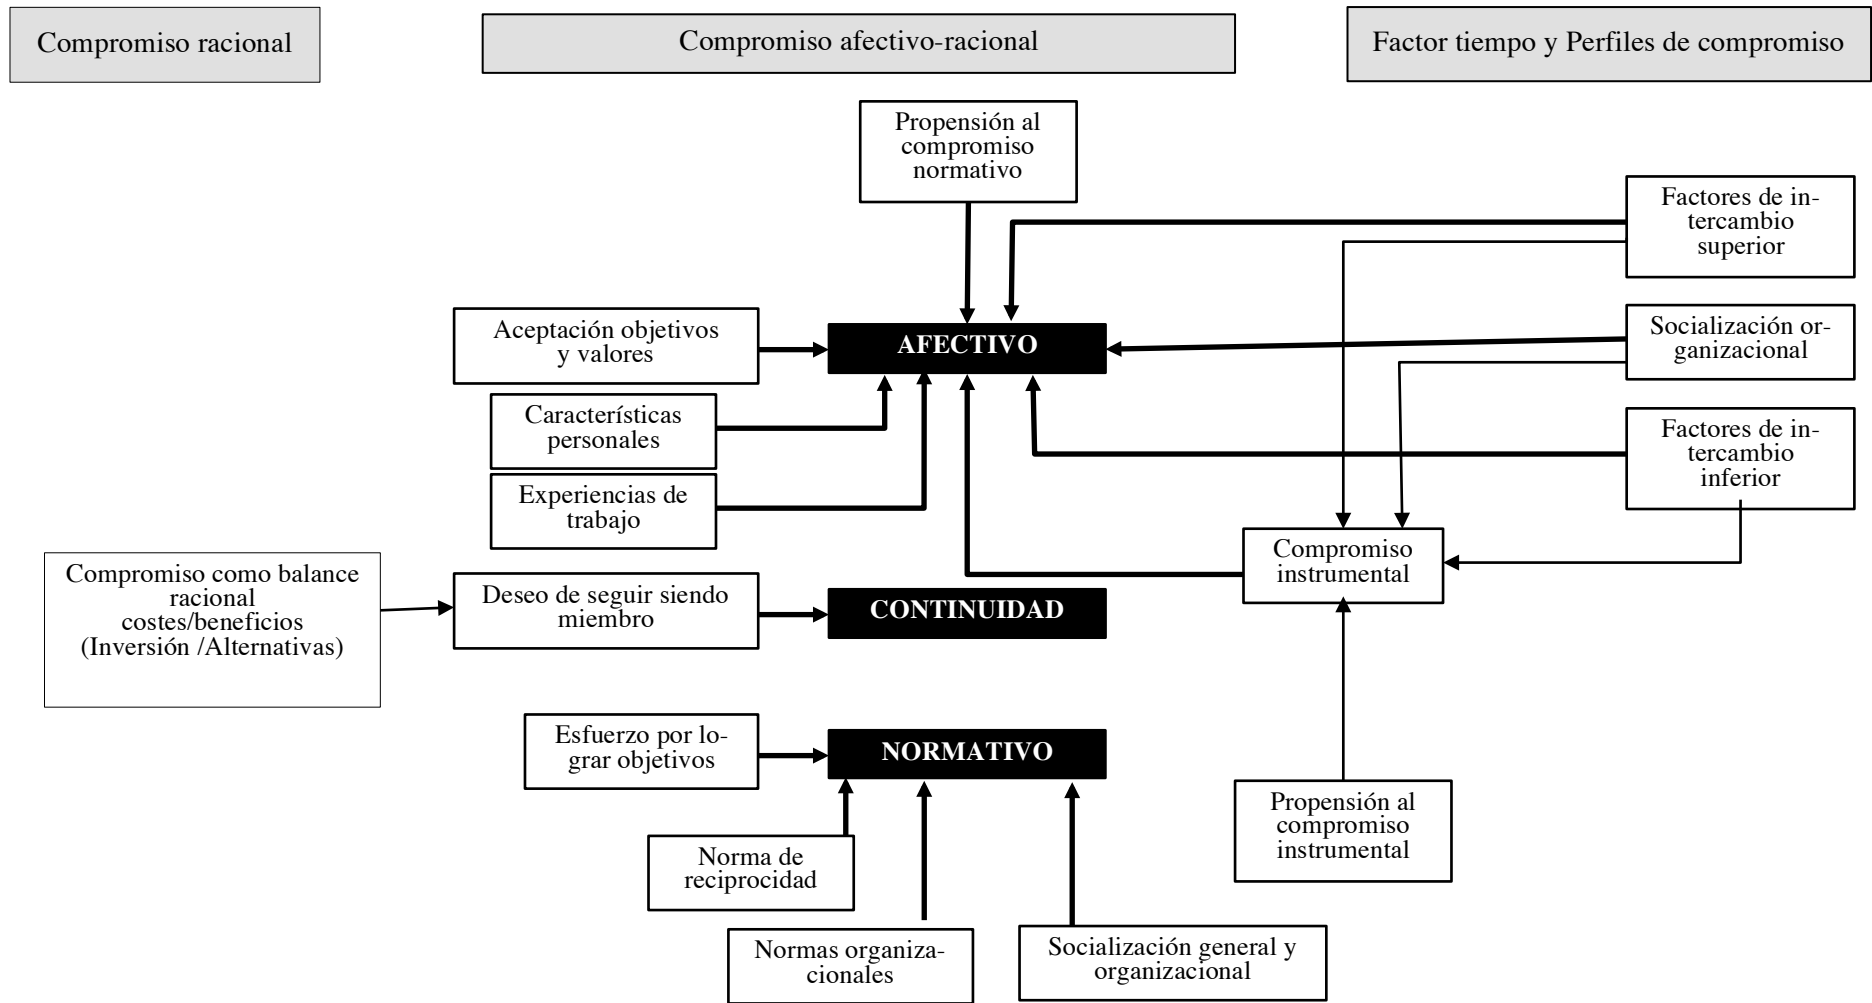 Compromiso racional
Compromiso afectivo-racional
Factor tiempo y Perfiles de compromiso
Propensión al
compromiso
normativo
Factores de in-
tercambio
superior
Aceptación objetivos
y valores
AFECTIVO
Socialización or-
ganizacional
Características
personales
Factores de in-
tercambio
inferior
Experiencias de
trabajo
Compromiso
instrumental
Compromiso como balance
racional
costes/beneficios
(Inversión /Alternativas)
Deseo de seguir siendo
miembro
CONTINUIDAD
Esfuerzo por lo-
grar objetivos
NORMATIVO
Propensión al
compromiso
instrumental
Norma de
reciprocidad
Normas organiza-
cionales
Socialización general y
organizacional